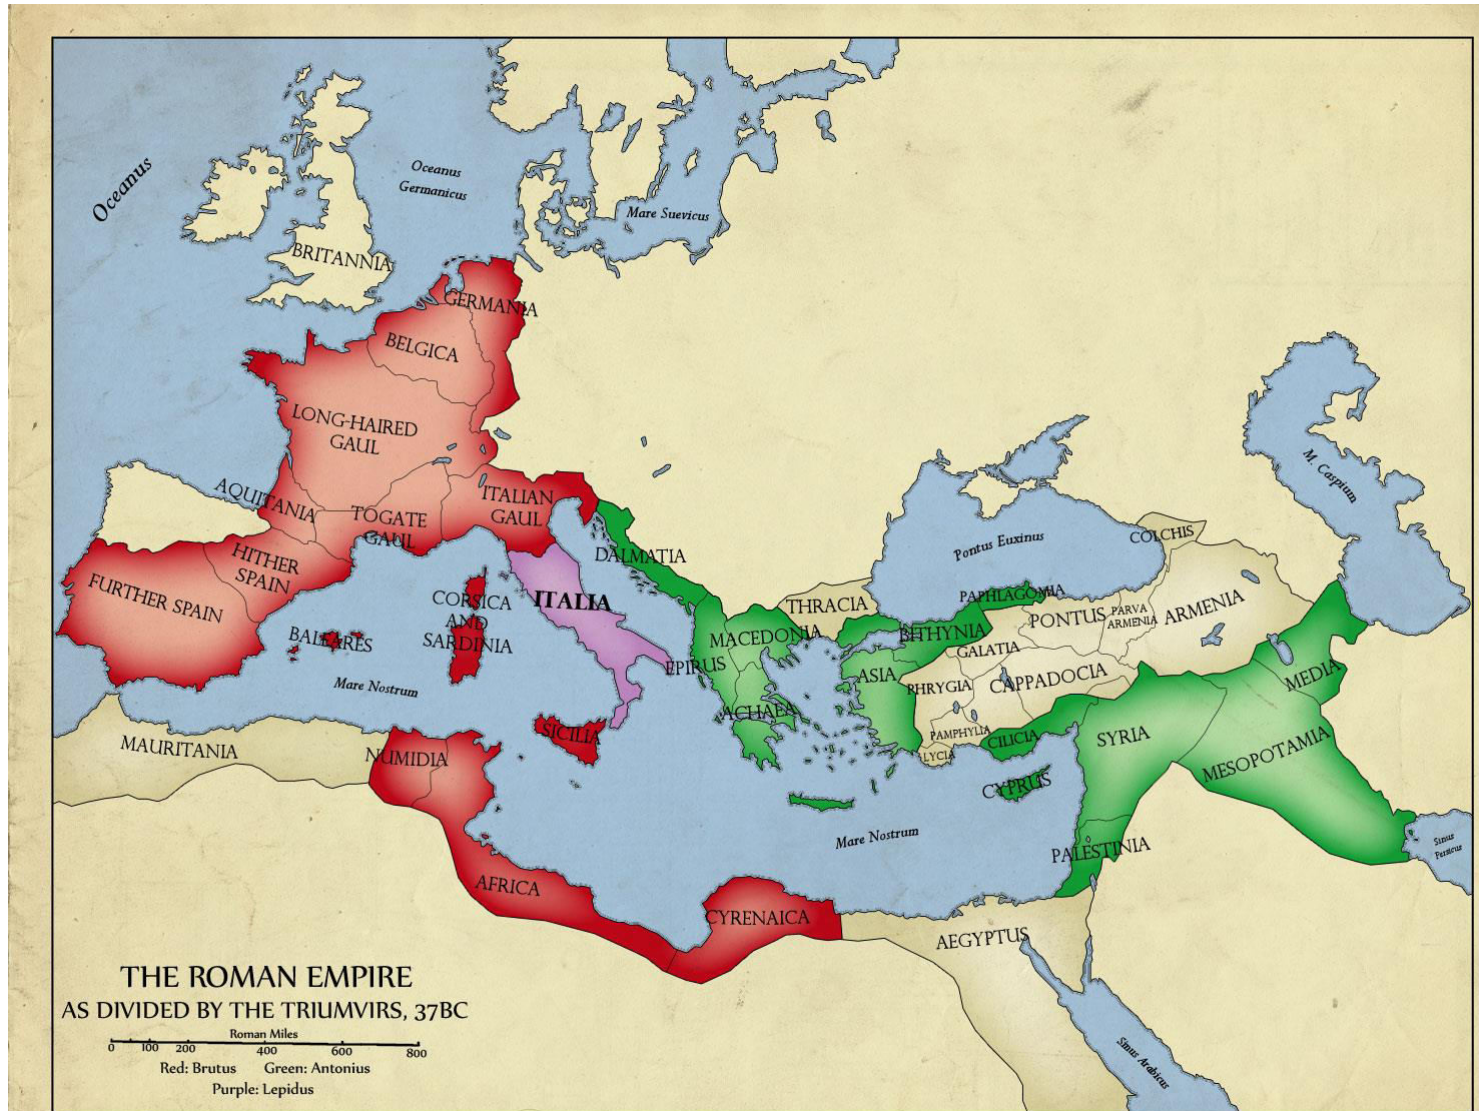 Oceanus
Oceanus
Germanicus
Mare Suevicus
BRITANNIA
GERMANIA
BELGICA
LONG-HAIRED
GAUL
AQUITANIA
TOGATE
GAUL
ITALIAN
GAUL
HITHER
SPAIN
FURTHER SPAIN
BALEARES
CORSICA
AND
SARDINIA
ITALIA
DALMATIA
Mare Nostrum
SICILIA
MAURITANIA
NUMIDIA
AFRICA
CYRENAICA
EPIRUS
MACEDONIA
ACHAEA
THRACIA
Pontus Euxinus
COLCHIS
M. Caspium
PAPHLAGOMIA
BITHYNIA
PONTUS
PARVA
ARMENIA
ARMENIA
GALATIA
ASIA
PHRYGIA
CAPPADOCIA
PAMPHYLIA
LYCIA
CILICIA
SYRIA
MEDIA
MESOPOTAMIA
CYPRUS
Mare Nostrum
PALESTINIA
Sinus
Persicus
AEGYPTUS
Sinus Arabicus
THE ROMAN EMPIRE
AS DIVIDED BY THE TRIUMVIRS, 37BC
Roman Miles
0 100 200 400 600 800
Red: Brutus Green: Antonius
Purple: Lepidus